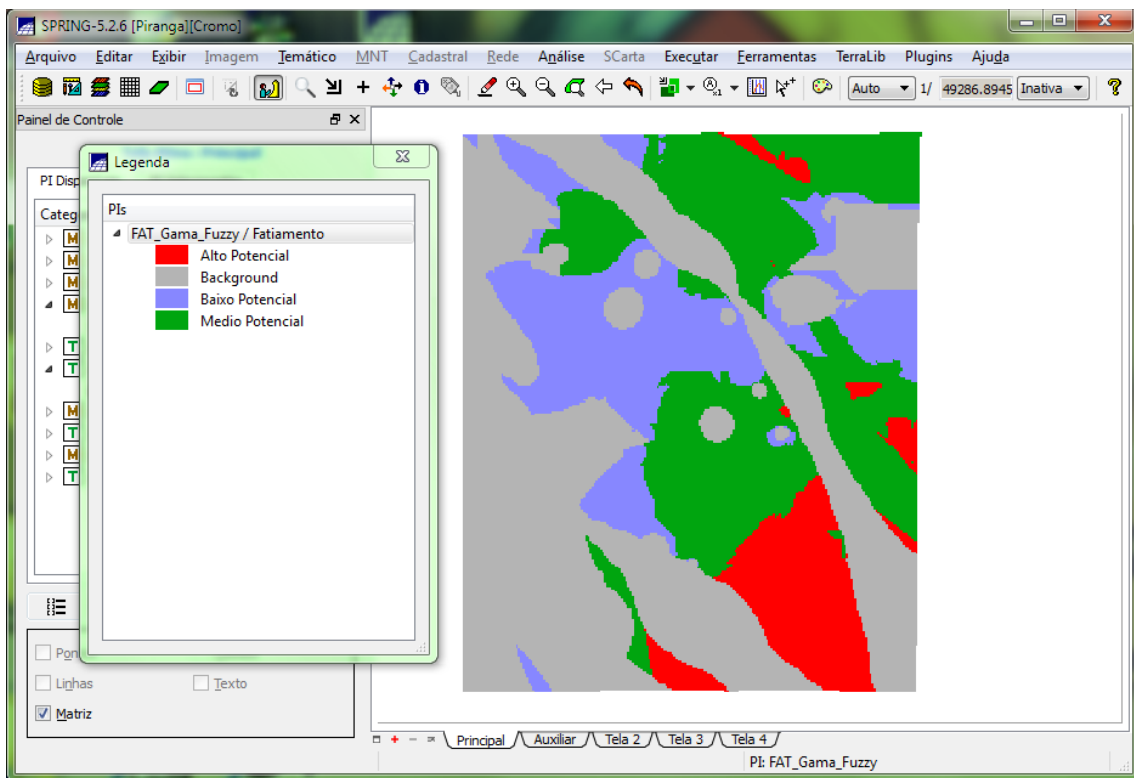 SPRING-5.2.6 [Piranga][Cromo]
Arquivo Editar Exibir Imagem Temático MNT Cadastral Rede Análise SCarta Executar Ferramentas TerraLib Plugins Ajuda
Auto 1/ 49286.8945 Inativa
Painel de Controle
Legenda
PI Disp
Categ
PIs
FAT_Gama_Fuzzy / Fatiamento
Alto Potencial
Background
Baixo Potencial
Medio Potencial
M
M
M
M
T
T
M
T
M
T
Linhas Texto
Matriz
Principal Auxiliar Tela 2 Tela 3 Tela 4
PI: FAT_Gama_Fuzzy